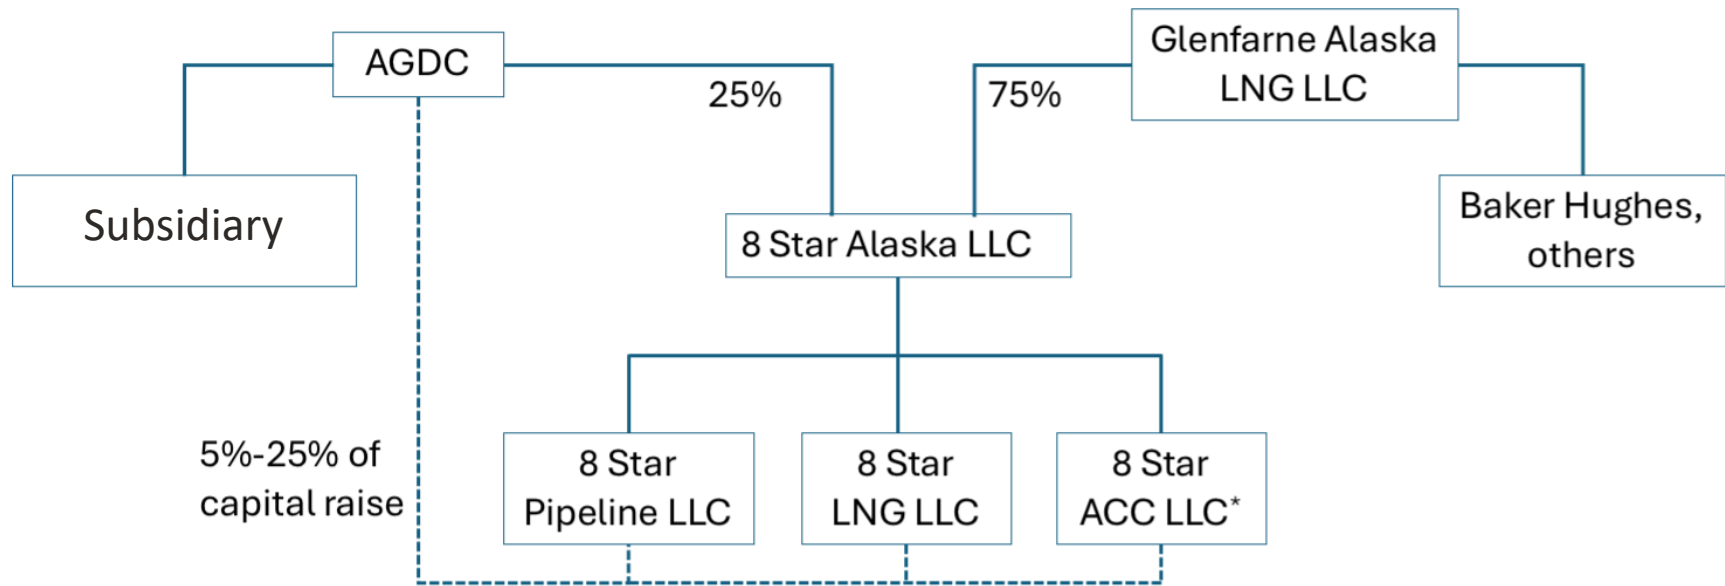 AGDC
Glenfarne Alaska
LNG LLC
25%
75%
Subsidiary
8 Star Alaska LLC
Baker Hughes,
others
5%-25% of
capital raise
8 Star
Pipeline LLC
8 Star
LNG LLC
8 Star
ACC LLC*